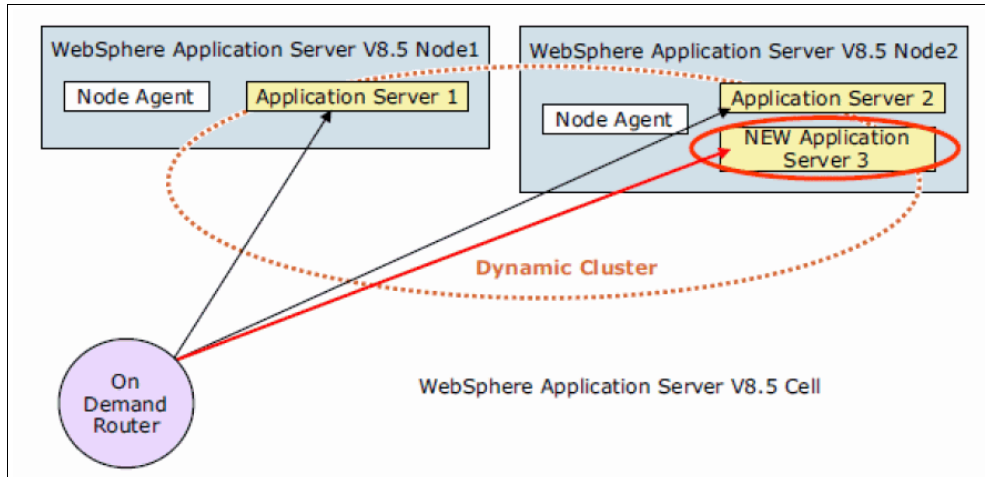 WebSphere Application Server V8.5 Node1
Node Agent
Application Server 1
WebSphere Application Server V8.5 Node2
Application Server 2
Node Agent
NEW Application
Server 3
Dynamic Cluster
On
Demand
Router
WebSphere Application Server V8.5 Cell